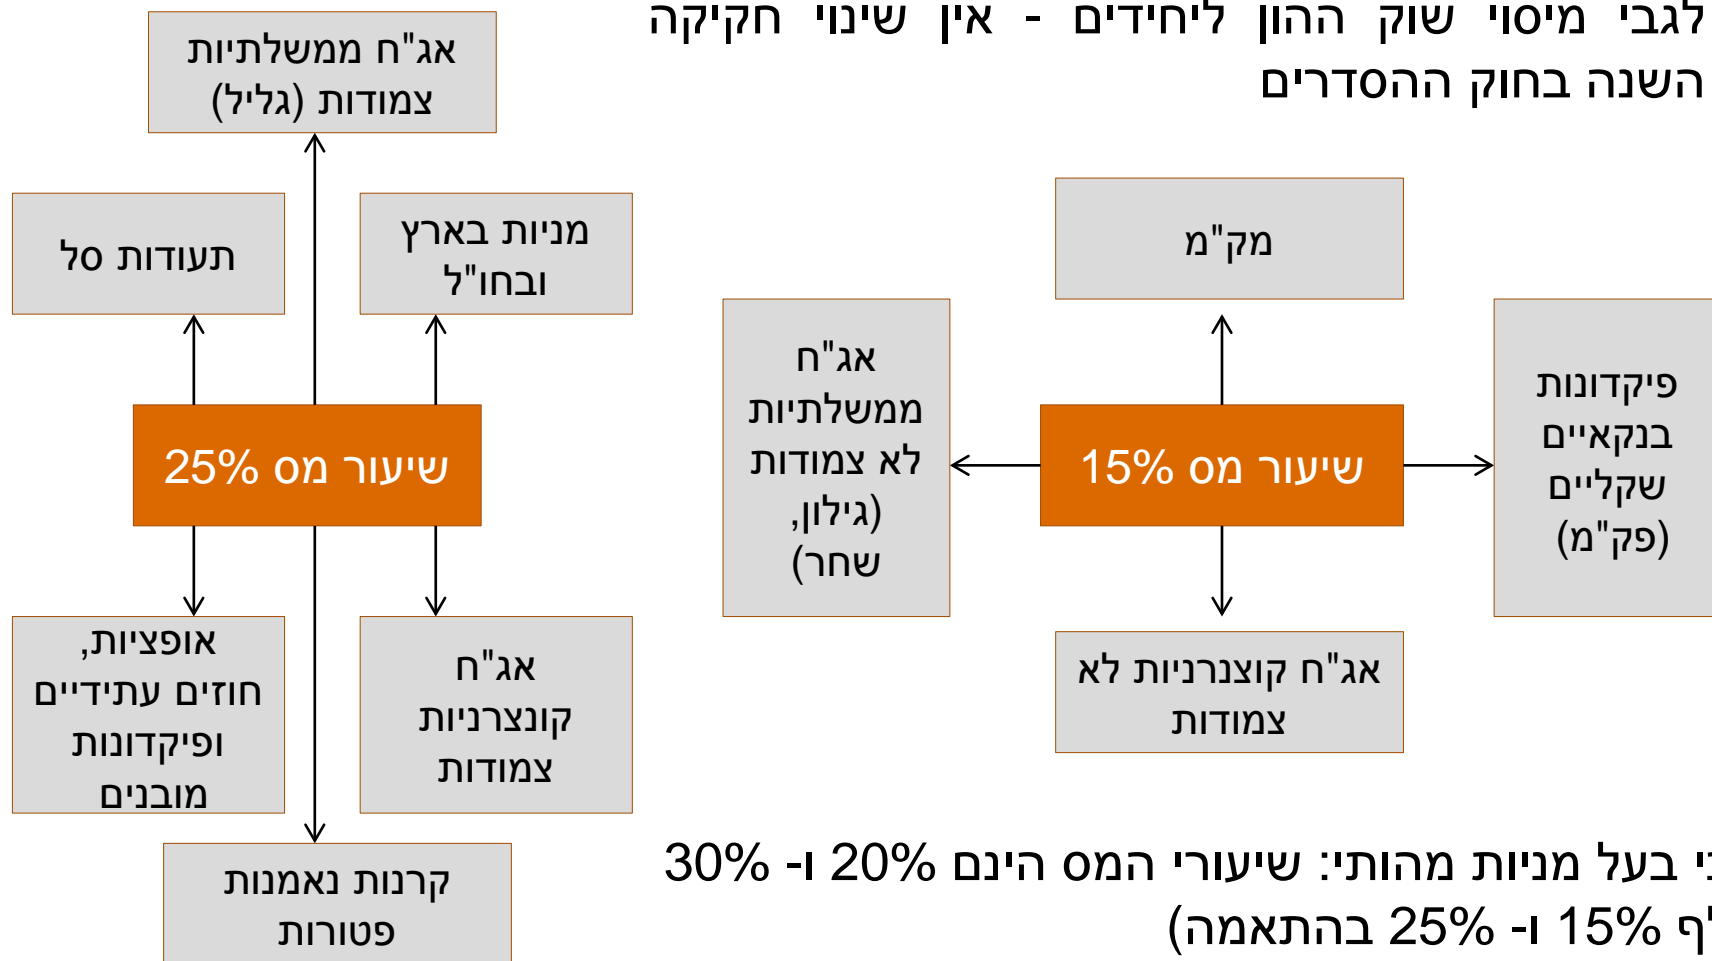 לגבי מיסוי שוק ההון ליחידים - אין שינוי חקיקה
השנה בחוק ההסדרים
מק"מ
פיקדונות
בנקאיים
שקליים
(פק"מ)
שיעור מס 15%
אג"ח
ממשלתיות
לא צמודות
(גילון,
שחר)
אג"ח קוצנרניות לא
צמודות
אג"ח ממשלתיות
צמודות (גליל)
מניות בארץ
ובחו"ל
תעודות סל
שיעור מס 25%
אג"ח
קונצרניות
צמודות
אופציות,
חוזים עתידיים
ופיקדונות
מובנים
קרנות נאמנות
פטורות
בעל מניות מהותי: שיעורי המס הינם 20% ו- 30%
15% ו- 25% בהתאמה)